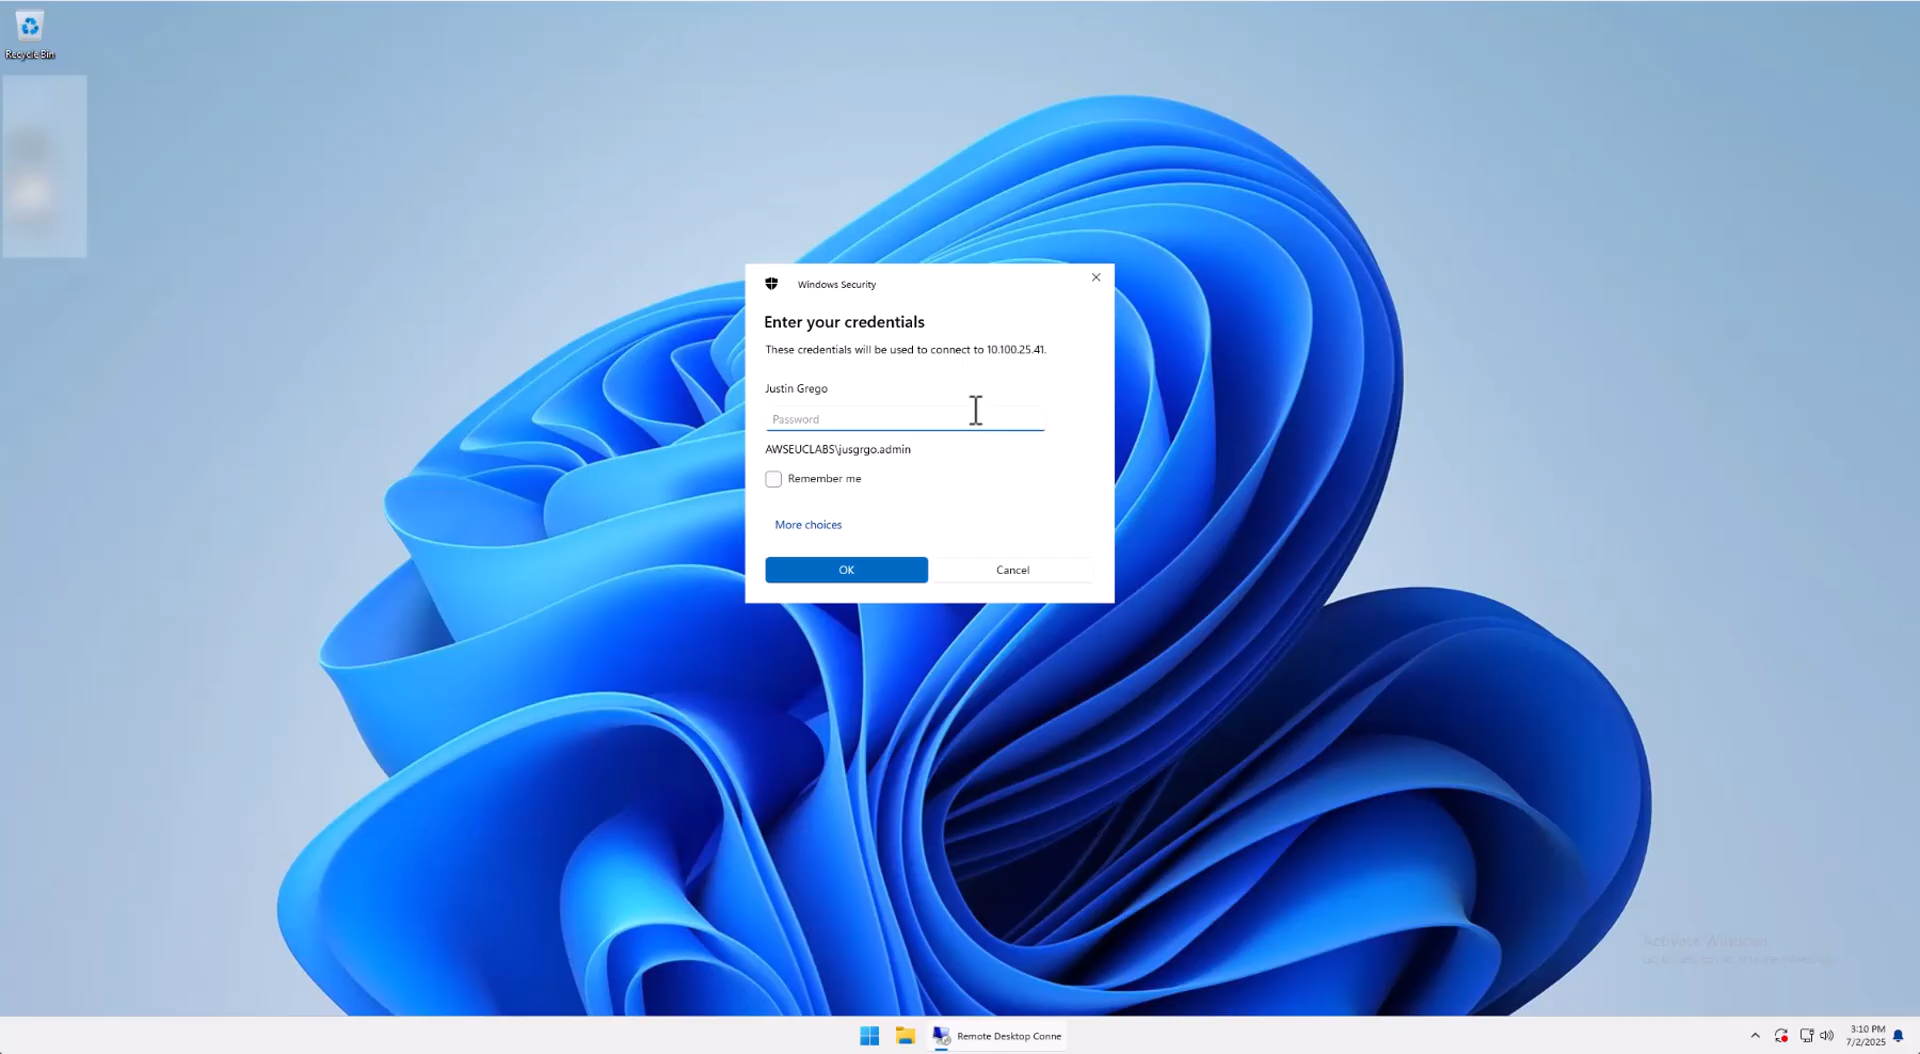 Recycle Bin
Windows Security
Enter your credentials
These credentials will be used to connect to 10.100.25.41.
Justin Grego
Password
AWSEUCLABS\jusgrgo.admin
Remember me
More choices
OK
Cancel
Activate Windows
Remote Desktop Conne
3:10 PM
7/2/2025